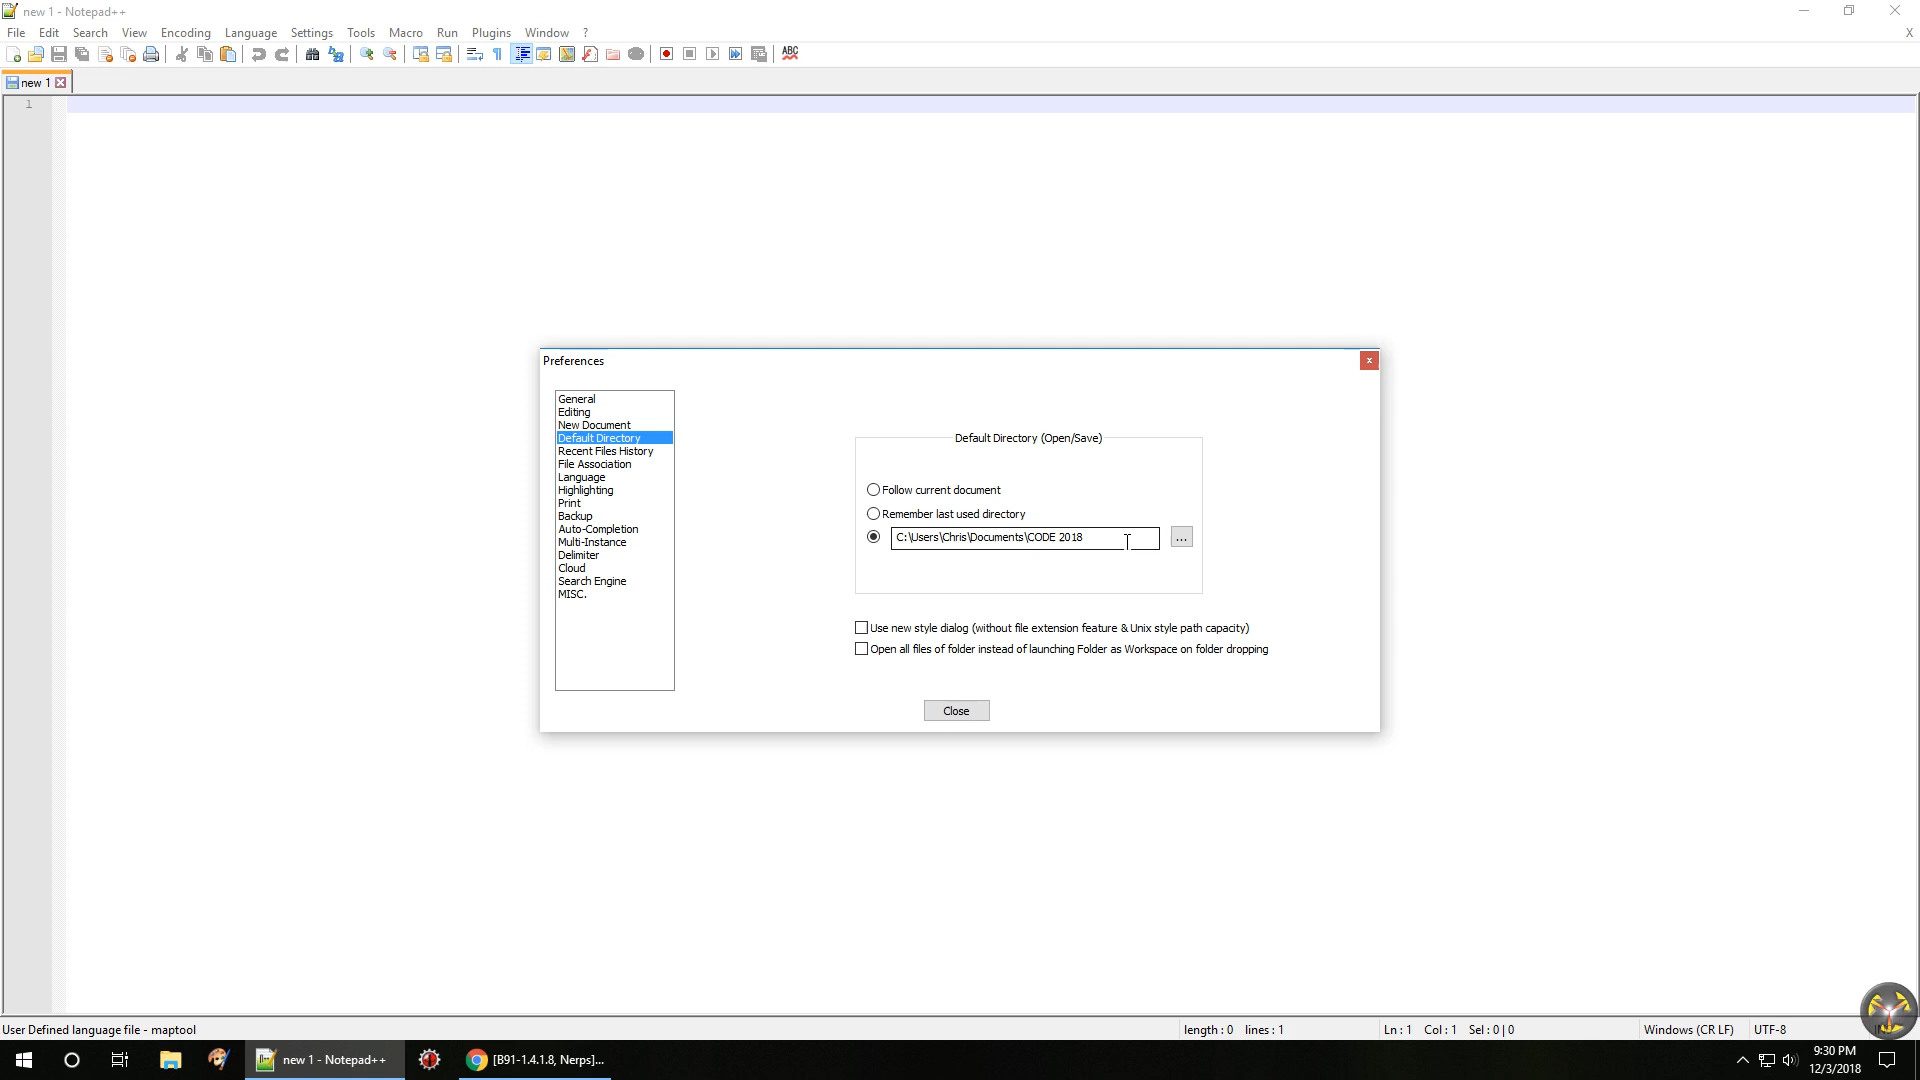 new 1 - Notepad++
File Edit Search View Encoding Language Settings Tools Macro Run Plugins Window ? X
ABC
new 1
1
Preferences
x
General
Editing
New Document
Default Directory
Recent Files History
File Association
Language
Highlighting
Print
Backup
Auto-Completion
Multi-Instance
Delimiter
Cloud
Search Engine
MISC.
Default Directory (Open/Save)
Follow current document
Remember last used directory
C:\Users\Chris\Documents\CODE 2018
...
Use new style dialog (without file extension feature & Unix style path capacity)
Open all files of folder instead of launching Folder as Workspace on folder dropping
Close
User Defined language file - maptool length : 0 lines : 1 Ln : 1 Col : 1 Sel : 0 | 0 Windows (CR LF) UTF-8
new 1 - Notepad++ [B91-1.4.1.8, Nerps]...
9:30 PM
12/3/2018